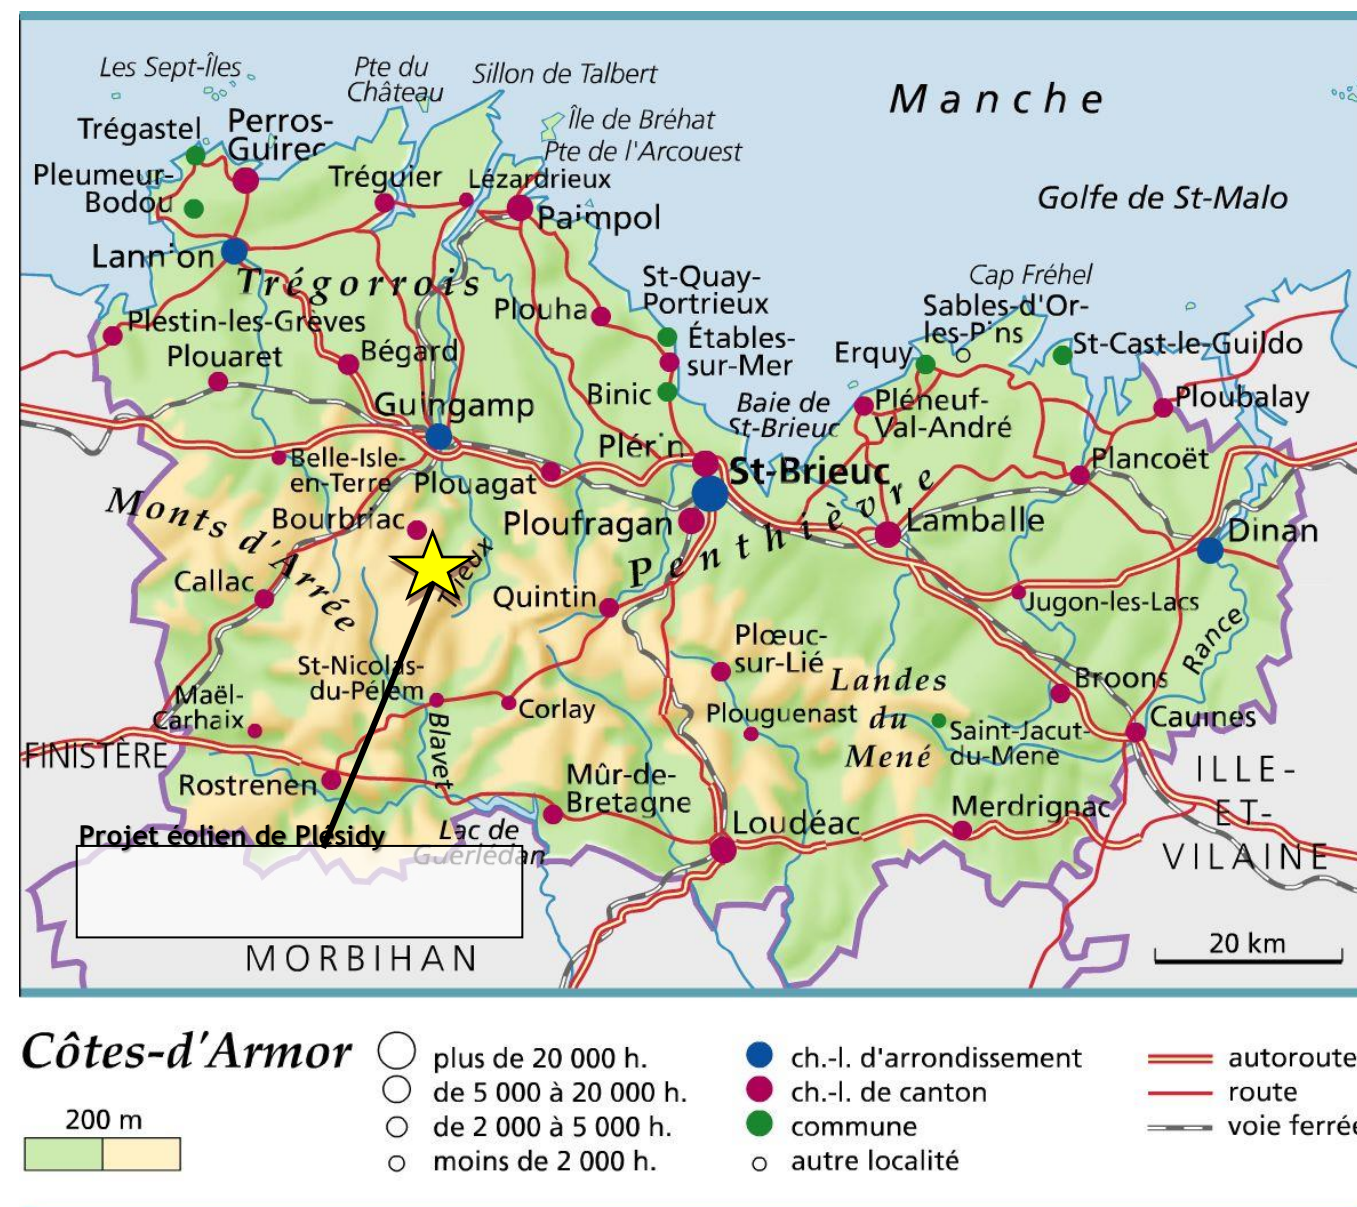 Les Sept-Îles
Pte du
Château
Sillon de Talbert
Manche
Île de Bréhat
Pte de l'Arcouest
Trégastel
Perros-
Guirec
Pleumeur-
Bodou
Tréguier
Lézardrieux
Paimpol
Golfe de St-Malo
Lannion
Trégorrois
St-Quay-
Portrieux
Cap Fréhel
Sables-d'Or-
les-Pins
Plouha
Plestin-les-Grèves
Plouaret
Bégard
Étables-
sur-Mer
Erquy
St-Cast-le-Guildo
Binic
Baie de
St-Brieuc
Pléneuf-
Val-André
Ploubalay
Guingamp
Plérin
St-Brieuc
Plancoët
Belle-Isle-
en-Terre
Plouagat
Monts d'Arrée
Bourbriac
Ploufragan
Penthièvre
Lamballe
Dinan
Trieux
Callac
Quintin
Jugon-les-Lacs
Rance
Plœuc-
sur-Lié
St-Nicolas-
du-Pélem
Landes
du
Mené
Broons
Maël-
Carhaix
Corlay
Blavet
Plouguenast
Saint-Jacut-
du-Mene
Caulnes
FINISTÈRE
ILLE-
ET-
VILAINE
Rostrenen
Mûr-de-
Bretagne
Merdrignac
Projet éolien de Plésidy
Lac de
Guerlédan
Loudéac
MORBIHAN
20 km
Côtes-d'Armor
200 m
plus de 20 000 h.
de 5 000 à 20 000 h.
de 2 000 à 5 000 h.
moins de 2 000 h.
ch.-l. d'arrondissement
ch.-l. de canton
commune
autre localité
autoroute
route
voie ferrée